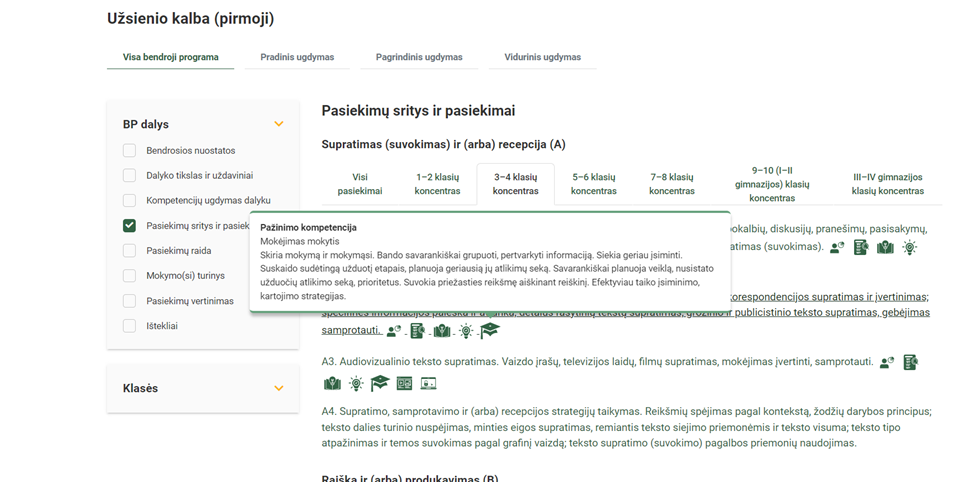 Užsienio kalba (pirmoji)
Visa bendroji programa
Pradinis ugdymas
Pagrindinis ugdymas
Vidurinis ugdymas
BP dalys
Bendrosios nuostatos
Dalyko tikslas ir uždaviniai
Kompetencijų ugdymas dalyku
Pasiekimų sritys ir pasiek
Pasiekimų raida
Mokymo(si) turinys
Pasiekimų vertinimas
Ištekliai
Klasės
Pasiekimų sritys ir pasiekimai
Supratimas (suvokimas) ir (arba) recepcija (A)
Visi pasiekimai
1–2 klasių koncentras
3–4 klasių koncentras
5–6 klasių koncentras
7–8 klasių koncentras
9–10 (I–II gimnazijos) klasių koncentras
III–IV gimnazijos klasių koncentras
Pažinimo kompetencija
Mokėjimas mokytis
Skiria mokymą ir mokymąsi. Bando savarankiškai grupuoti, pertvarkyti informaciją. Siekia geriau įsiminti.
Suskaido sudėtingą užduotį etapais, planuoja geriausią jų atlikimų seką. Savarankiškai planuoja veiklą, nusistato
užduočių atlikimo seką, prioritetus. Suvokia priežasties reikšmę aiškinant reiškinį. Efektyviau taiko įsiminimo,
kartojimo strategijas.
pokalbių, diskusijų, pranešimų, pasisakymų,
ratimas (suvokimas).
korespondencijos supratimas ir įvertinimas;
publicistinio teksto supratimas, gebėjimas
samprotauti.
A3. Audiovizualinio teksto supratimas. Vaizdo įrašų, televizijos laidų, filmų supratimas, mokėjimas įvertinti, samprotauti.
A4. Supratimo, samprotavimo ir (arba) recepcijos strategijų taikymas. Reikšmių spėjimas pagal kontekstą, žodžių darybos principus;
teksto dalies turinio nuspėjimas, minties eigos supratimas, remiantis teksto siejimo priemonėmis ir teksto visuma; teksto tipo
atpažinimas ir temos suvokimas pagal grafinį vaizdą; teksto supratimo (suvokimo) pagalbos priemonių naudojimas.
Raiška ir (arba) produkavimas (B)